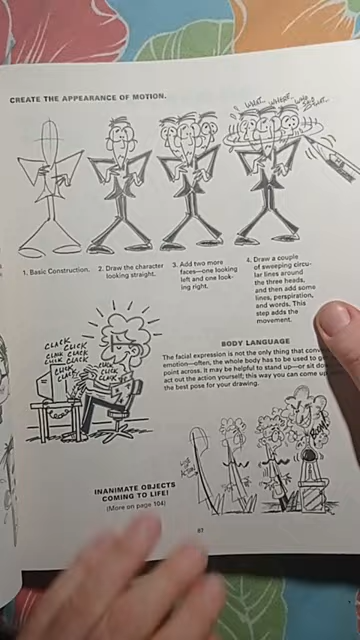 CREATE THE APPEARANCE OF MOTION.
WHAT... WHERE...
1. Basic Construction.
2. Draw the character
looking straight.
3. Add two more
faces—one looking
left and one look-
ing right.
4. Draw a couple
of sweeping circu-
lar lines around
the three heads,
and then add some
lines, perspiration,
and words. This
step adds the
movement.
CLACK
CLACK CLACK
CLACK
BODY LANGUAGE
The facial expression is not the only thing that
emotion—often, the whole body has to be used to
point across. It may be helpful to stand up—or sit
act out the action yourself; this way you can come up
the best pose for your drawing.
INANIMATE OBJECTS
COMING TO LIFE!
(More on page 104)